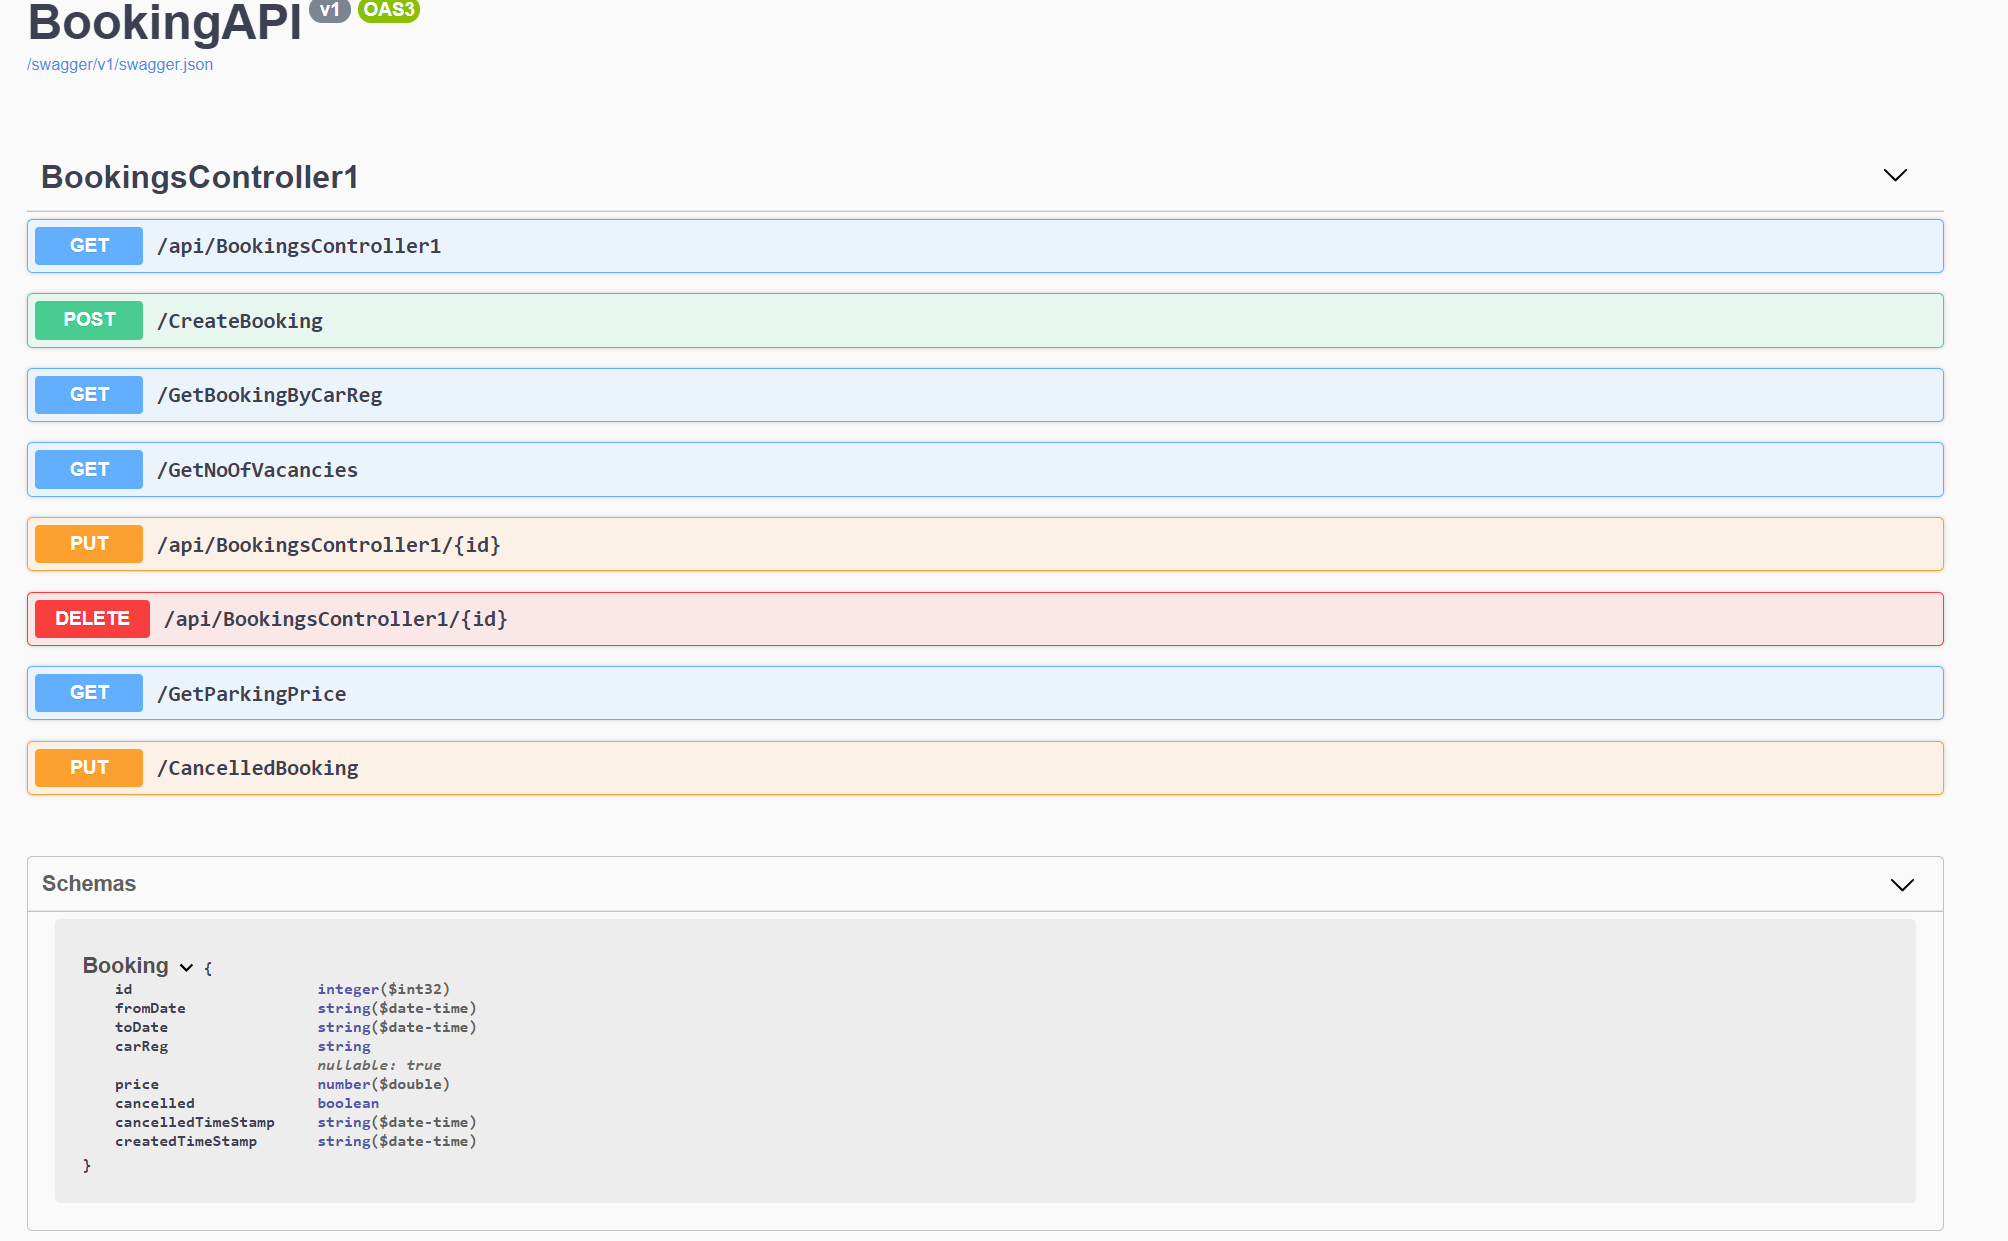 BookingAPI v1 OAS3
/swagger/v1/swagger.json
BookingsController1
GET /api/BookingsController1
POST /CreateBooking
GET /GetBookingByCarReg
GET /GetNoOfVacancies
PUT /api/BookingsController1/{id}
DELETE /api/BookingsController1/{id}
GET /GetParkingPrice
PUT /CancelledBooking
Schemas
Booking {
id integer($int32)
fromDate string($date-time)
toDate string($date-time)
carReg string
nullable: true
price number($double)
cancelled boolean
cancelledTimeStamp string($date-time)
createdTimeStamp string($date-time)
}